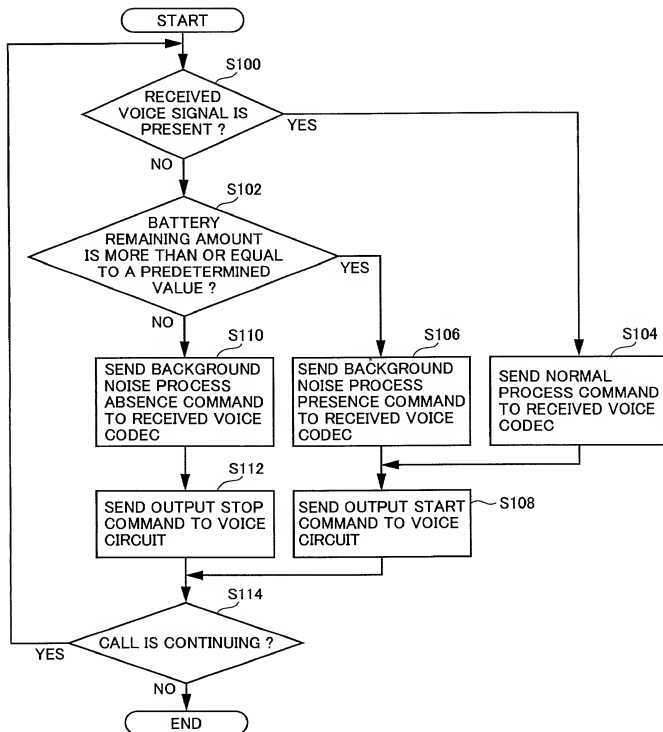 START
S100
RECEIVED
VOICE SIGNAL IS
PRESENT ?
YES
NO
S102
BATTERY
REMAINING AMOUNT
IS MORE THAN OR EQUAL
TO A PREDETERMINED
VALUE ?
YES
NO
S110
SEND BACKGROUND
NOISE PROCESS
ABSENCE COMMAND
TO RECEIVED VOICE
CODEC
S106
SEND BACKGROUND
NOISE PROCESS
PRESENCE COMMAND
TO RECEIVED VOICE
CODEC
S104
SEND NORMAL
PROCESS COMMAND
TO RECEIVED VOICE
CODEC
S112
SEND OUTPUT STOP
COMMAND TO VOICE
CIRCUIT
S108
SEND OUTPUT START
COMMAND TO VOICE
CIRCUIT
S114
CALL IS CONTINUING ?
YES
NO
END